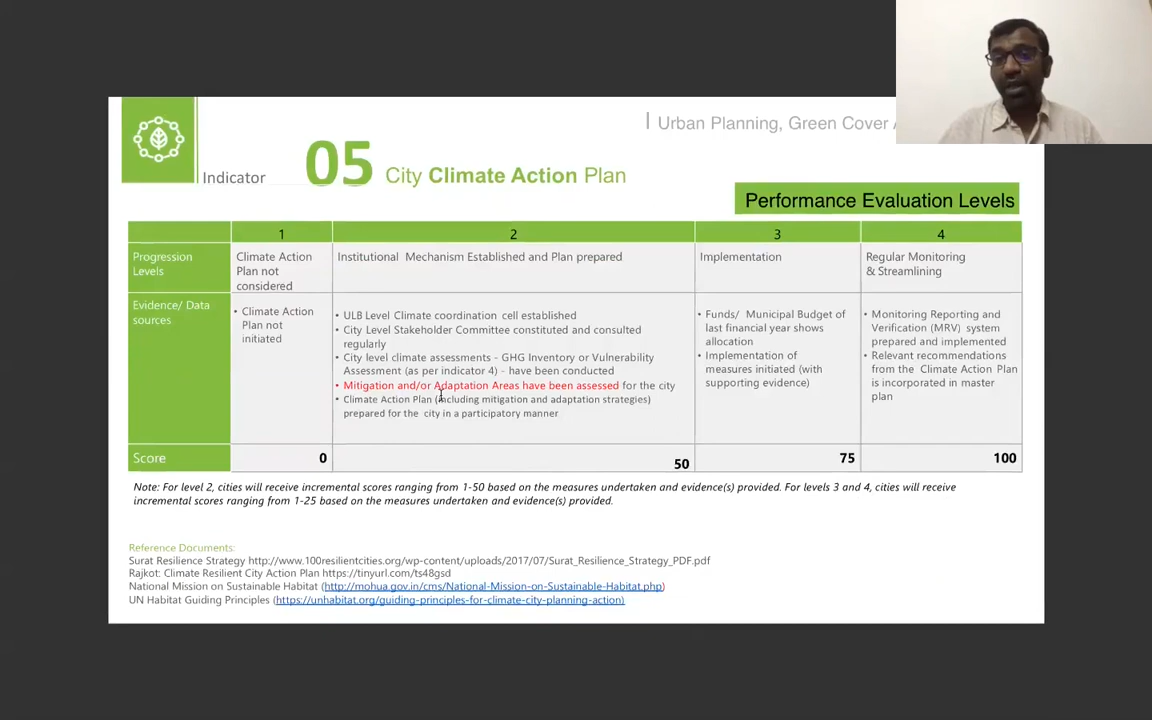 Urban Planning, Green Cover
Indicator 05 City Climate Action Plan
Performance Evaluation Levels
1 2 3 4
Progression
Levels
Climate Action
Plan not
considered
Institutional Mechanism Established and Plan prepared
Implementation
Regular Monitoring
& Streamlining
Evidence/ Data
sources
• Climate Action
Plan not
initiated
• ULB Level Climate coordination cell established
• City Level Stakeholder Committee constituted and consulted
regularly
• City level climate assessments - GHG Inventory or Vulnerability
Assessment (as per indicator 4) - have been conducted
• Mitigation and/or Adaptation Areas have been assessed for the city
• Climate Action Plan (including mitigation and adaptation strategies)
prepared for the city in a participatory manner
• Funds/ Municipal Budget of
last financial year shows
allocation
• Implementation of
measures initiated (with
supporting evidence)
• Monitoring Reporting and
Verification (MRV) system
prepared and implemented
• Relevant recommendations
from the Climate Action Plan
is incorporated in master
plan
Score 0 50 75 100
Note: For level 2, cities will receive incremental scores ranging from 1-50 based on the measures undertaken and evidence(s) provided. For levels 3 and 4, cities will receive
incremental scores ranging from 1-25 based on the measures undertaken and evidence(s) provided.
Reference Documents:
Surat Resilience Strategy http://www.100resilientcities.org/wp-content/uploads/2017/07/Surat_Resilience_Strategy_PDF.pdf
Rajkot: Climate Resilient City Action Plan https://tinyurl.com/ts48gsd
National Mission on Sustainable Habitat (http://mohua.gov.in/cms/National-Mission-on-Sustainable-Habitat.php)
UN Habitat Guiding Principles (https://unhabitat.org/guiding-principles-for-climate-city-planning-action)